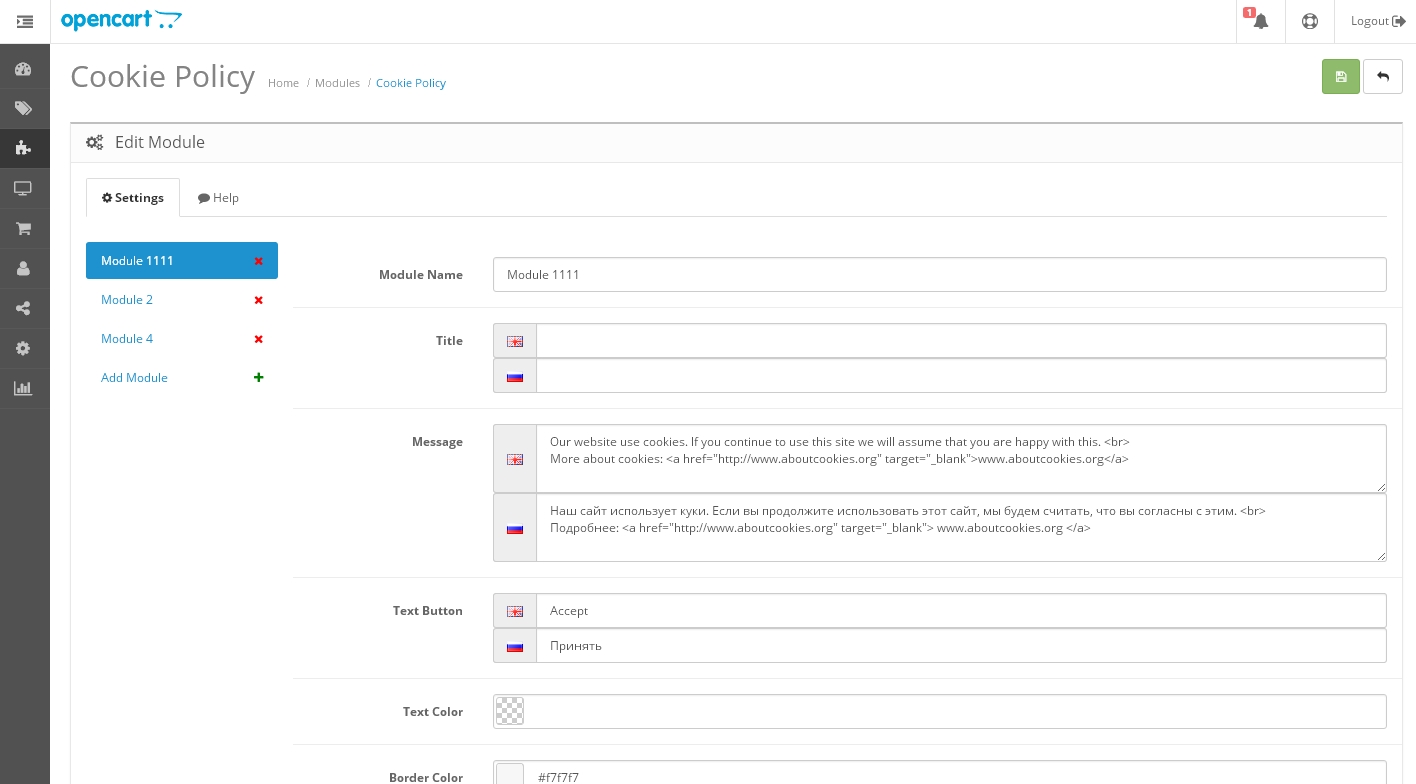 opencart
1
Logout
Cookie Policy
Home / Modules / Cookie Policy
Edit Module
Settings
Help
Module 1111
Module 2
Module 4
Add Module
Module Name
Module 1111
Title
Message
Our website use cookies. If you continue to use this site we will assume that you are happy with this. <br>
More about cookies: <a href="http://www.aboutcookies.org" target="_blank">www.aboutcookies.org</a>
Наш сайт использует куки. Если вы продолжите использовать этот сайт, мы будем считать, что вы согласны с этим. <br>
Подробнее: <a href="http://www.aboutcookies.org" target="_blank"> www.aboutcookies.org </a>
Text Button
Accept
Принять
Text Color
Border Color
#f7f7f7